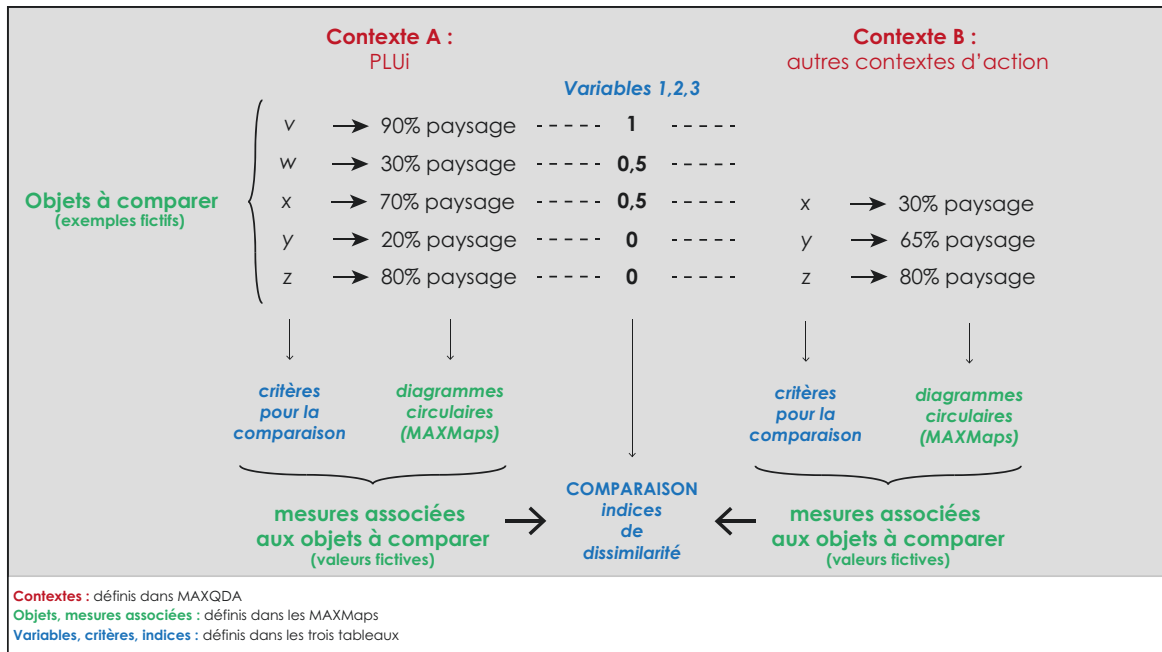 Contexte A :
PLUi
Contexte B :
autres contextes d’action
Variables 1,2,3
Objets à comparer
(exemples fictifs)
v → 90% paysage ----- 1 -----
w → 30% paysage ----- 0,5 -----
x → 70% paysage ----- 0,5 ----- x → 30% paysage
y → 20% paysage ----- 0 ----- y → 65% paysage
z → 80% paysage ----- 0 ----- z → 80% paysage
critères
pour la
comparaison
diagrammes
circulaires
(MAXMaps)
critères
pour la
comparaison
diagrammes
circulaires
(MAXMaps)
mesures associées
aux objets à comparer
(valeurs fictives)
COMPARAISON
indices
de
dissimilarité
mesures associées
aux objets à comparer
(valeurs fictives)
Contextes : définis dans MAXQDA
Objets, mesures associées : définis dans les MAXMaps
Variables, critères, indices : définis dans les trois tableaux